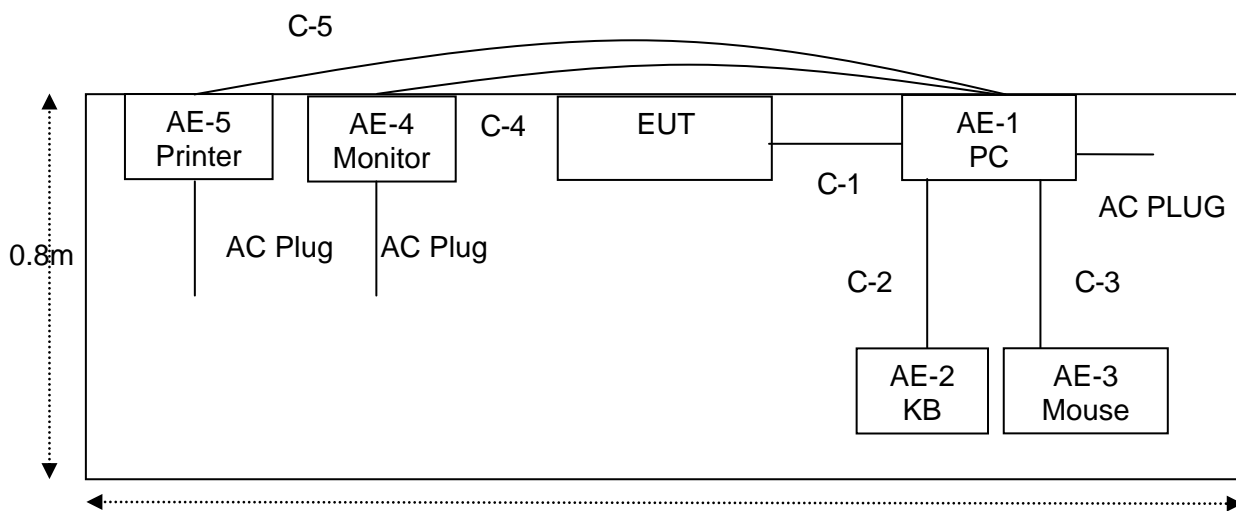 C-5
AE-5
Printer
AE-4
Monitor
C-4
EUT
AE-1
PC
C-1
AC PLUG
0.8m
AC Plug
AC Plug
C-2
C-3
AE-2
KB
AE-3
Mouse